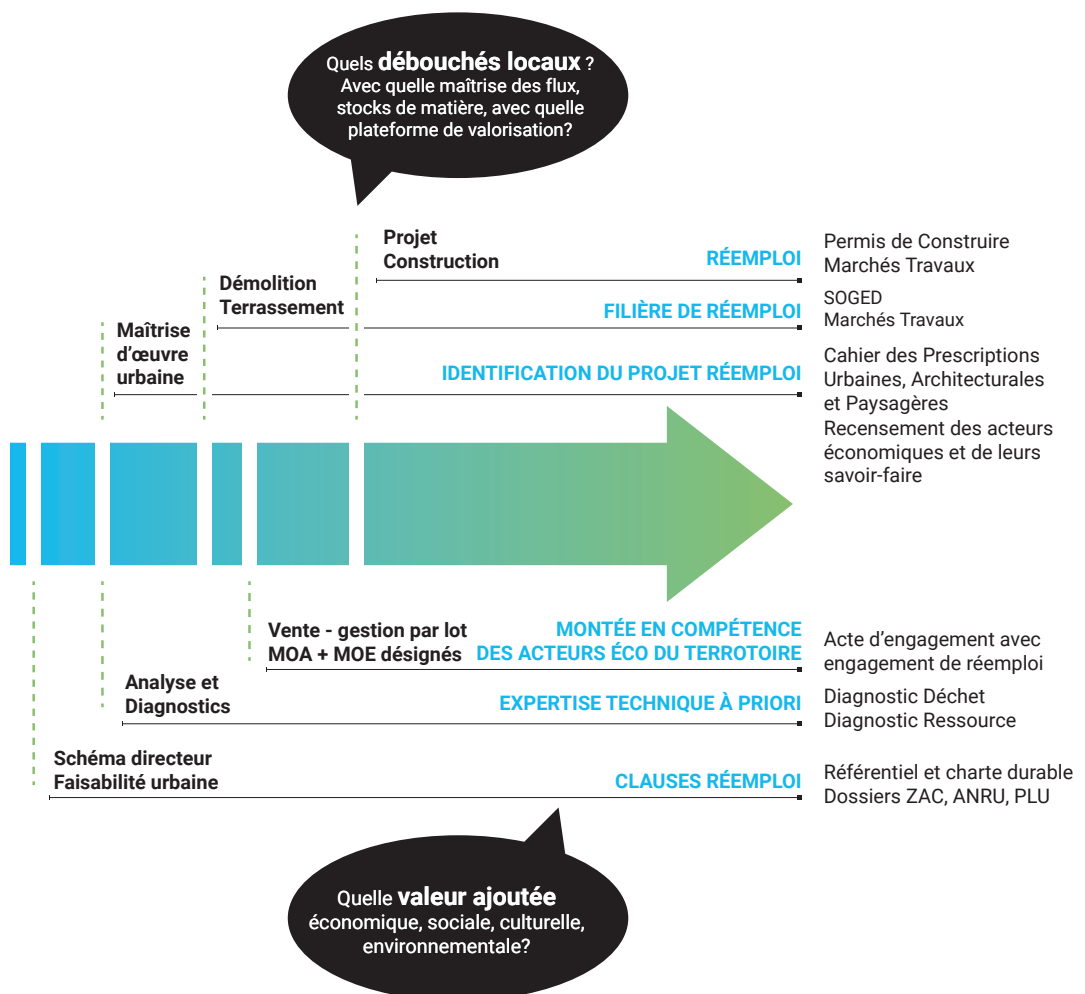 Quels débouchés locaux ?
Avec quelle maîtrise des flux,
stocks de matière, avec quelle
plateforme de valorisation?
Projet
Construction
RÉEMPLOI
Permis de Construire
Marchés Travaux
Démolition
Terrassement
FILIÈRE DE RÉEMPLOI
SOGED
Marchés Travaux
Maîtrise
d'œuvre
urbaine
IDENTIFICATION DU PROJET RÉEMPLOI
Cahier des Prescriptions
Urbaines, Architecturales
et Paysagères
Recensement des acteurs
économiques et de leurs
savoir-faire
Vente - gestion par lot
MOA + MOE désignés
MONTÉE EN COMPÉTENCE
DES ACTEURS ÉCO DU TERROTOIRE
Acte d'engagement avec
engagement de réemploi
Analyse et
Diagnostics
EXPERTISE TECHNIQUE À PRIORI
Diagnostic Déchet
Diagnostic Ressource
Schéma directeur
Faisabilité urbaine
CLAUSES RÉEMPLOI
Référentiel et charte durable
Dossiers ZAC, ANRU, PLU
Quelle valeur ajoutée
économique, sociale, culturelle,
environnementale?